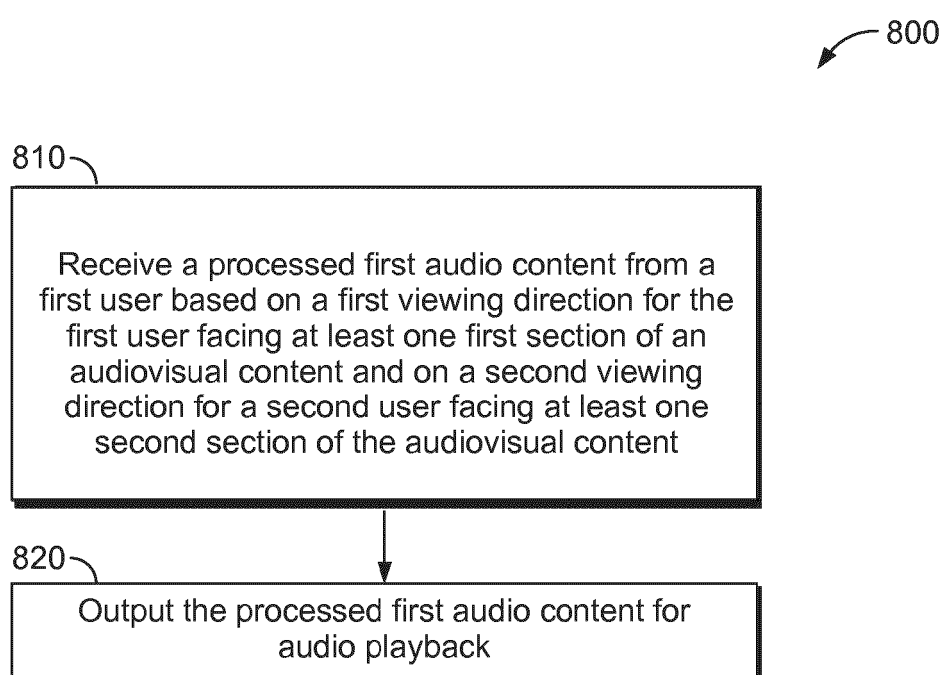 800
810
Receive a processed first audio content from a
first user based on a first viewing direction for the
first user facing at least one first section of an
audiovisual content and on a second viewing
direction for a second user facing at least one
second section of the audiovisual content
820
Output the processed first audio content for
audio playback